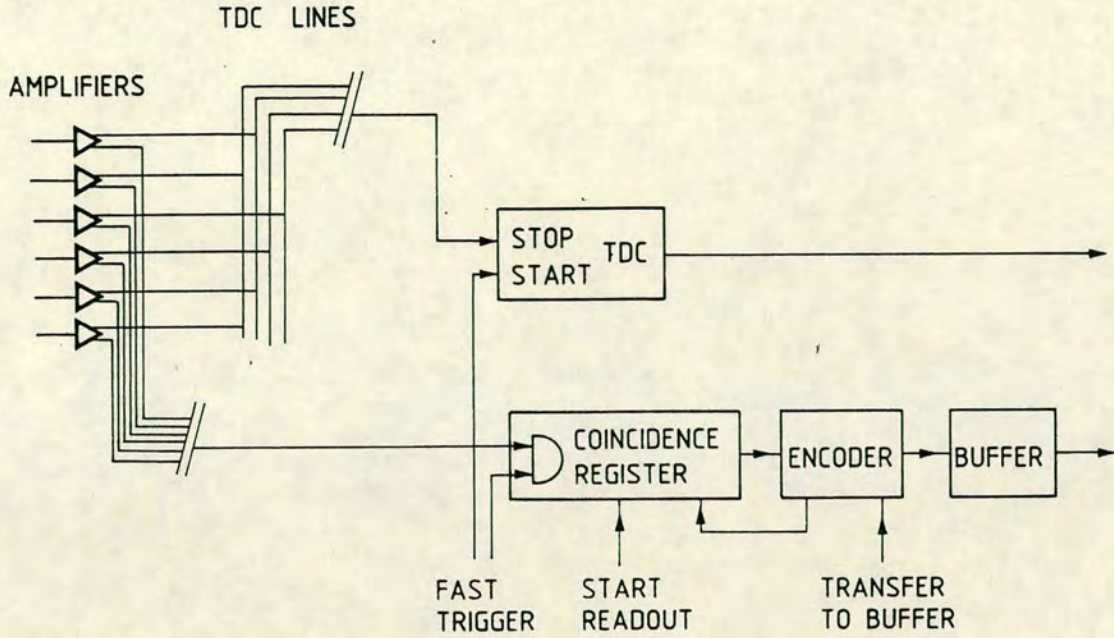 TDC LINES
AMPLIFIERS
STOP TDC
START
COINCIDENCE
REGISTER
ENCODER
BUFFER
FAST
TRIGGER
START
READOUT
TRANSFER
TO BUFFER